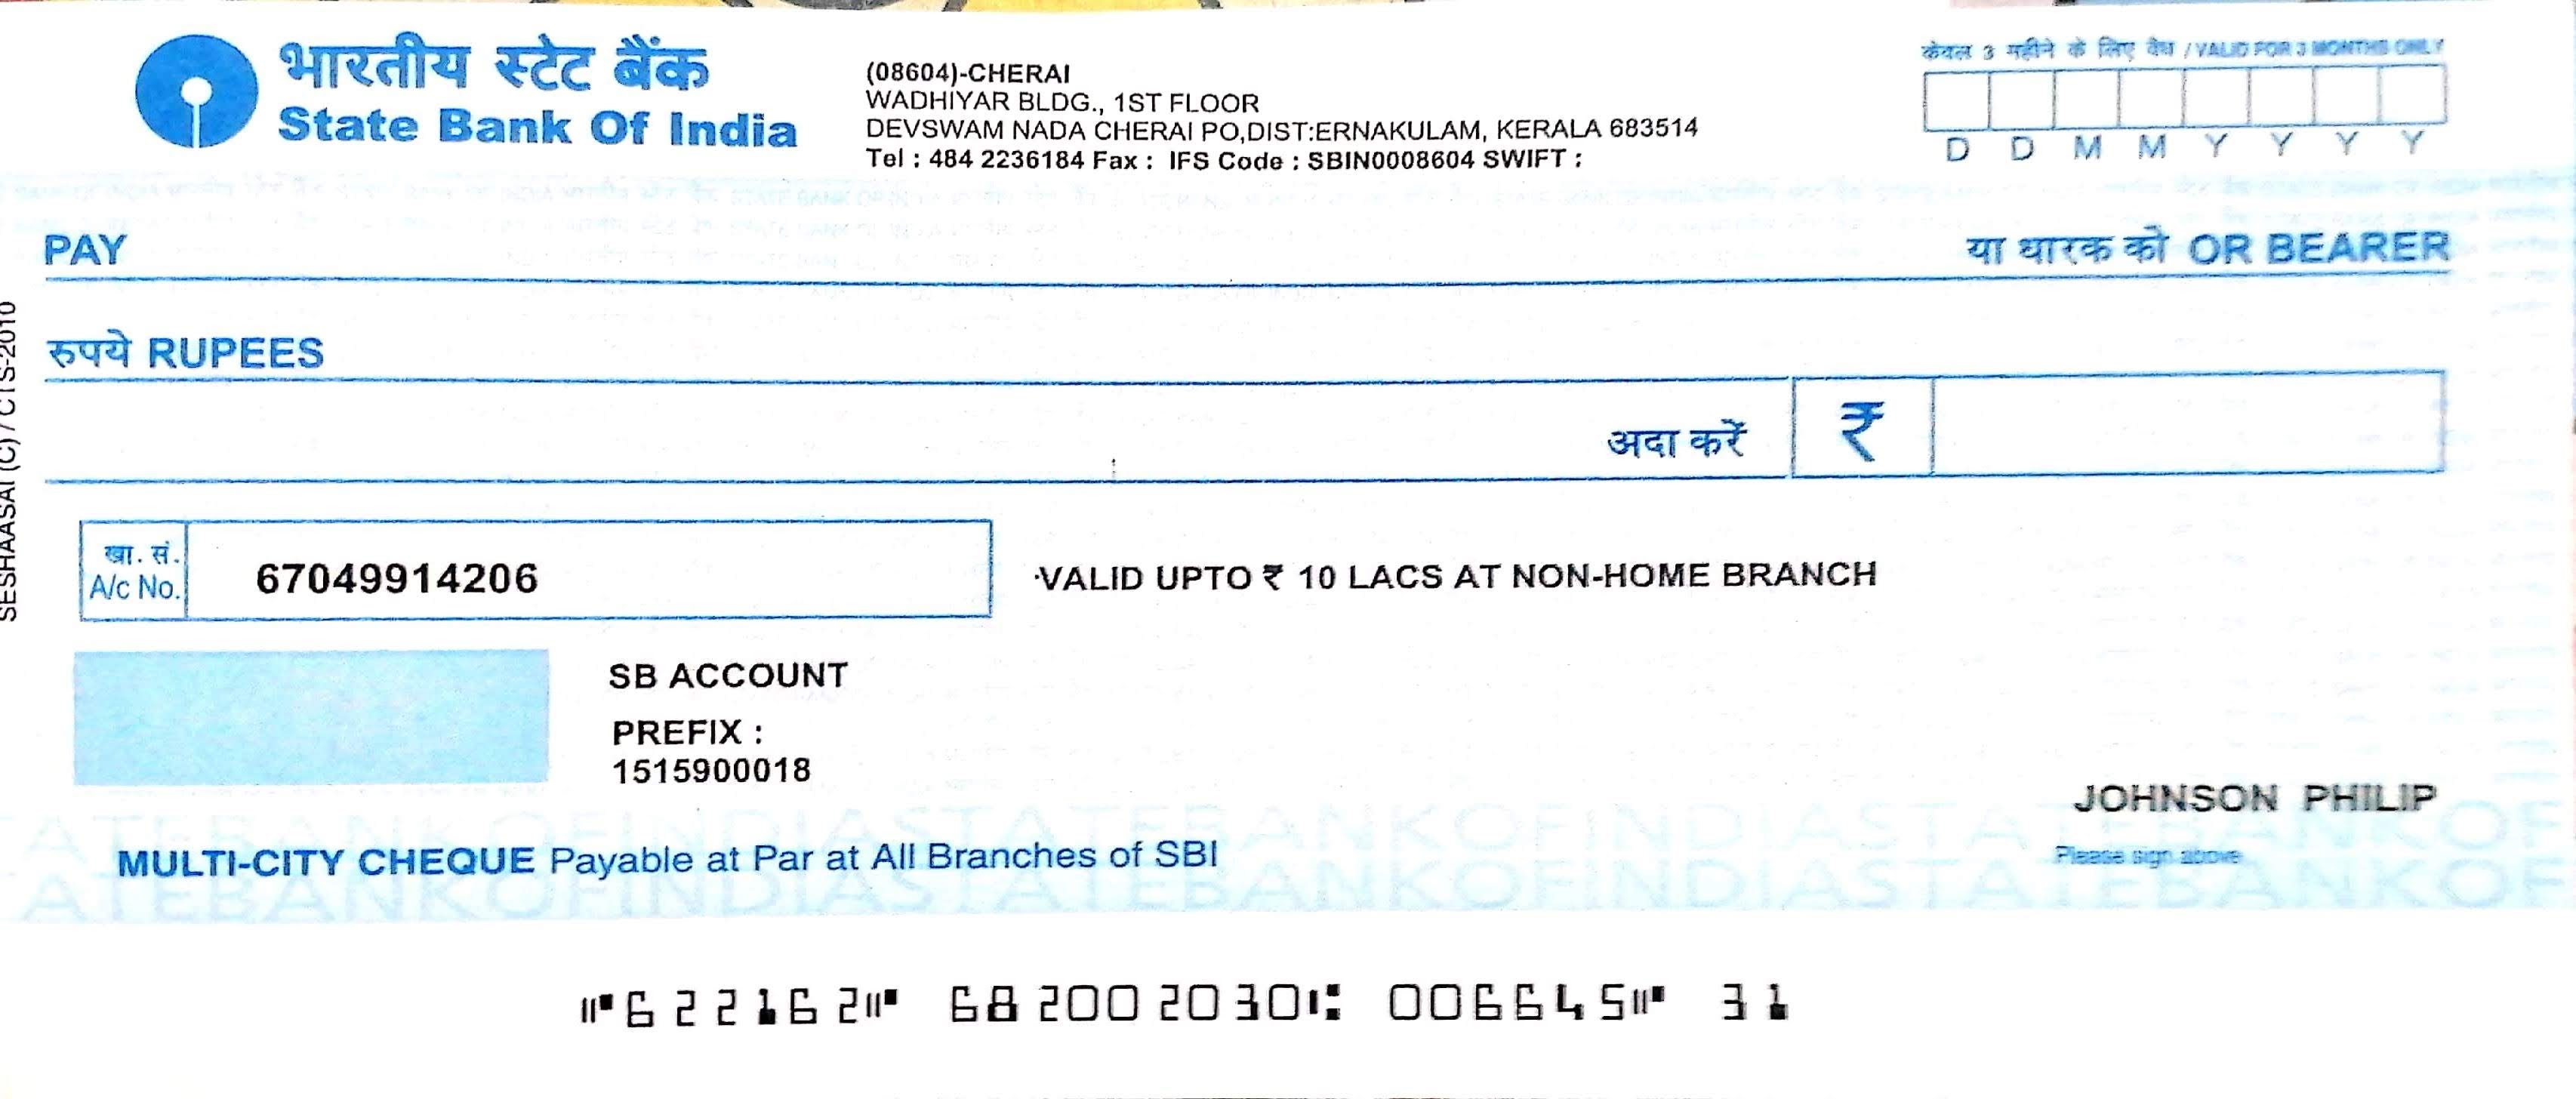 भारतीय स्टेट बैंक
State Bank Of India
(08604)-CHERAI
WADHIYAR BLDG., 1ST FLOOR
DEVSWAM NADA CHERAI PO,DIST:ERNAKULAM, KERALA 683514
Tel : 484 2236184 Fax : IFS Code : SBIN0008604 SWIFT :
केवल 3 महीने के लिए वैध / VALID FOR 3 MONTHS ONLY
D D M M Y Y Y Y
PAY
या धारक को OR BEARER
रुपये RUPEES
अदा करें ₹
खा. सं.
A/c No.
67049914206
VALID UPTO ₹ 10 LACS AT NON-HOME BRANCH
SB ACCOUNT
PREFIX :
1515900018
JOHNSON PHILIP
Please sign above
MULTI-CITY CHEQUE Payable at Par at All Branches of SBI
SESHAASAI (C) / CTS-2010
ATEBANKOFINDIASTATEBANKOFINDIASTATEBANKOF
ATEBANKOFINDIASTATEBANKOFINDIASTATEBANKOF
⑈622162⑈ 682002030⑆ 006645⑈ 31